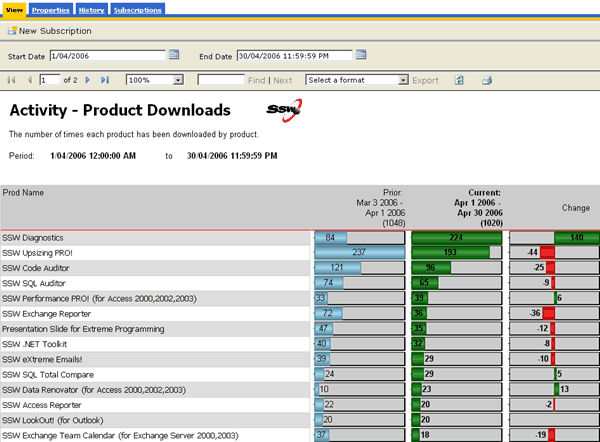 View Properties History Subscriptions
New Subscription
Start Date 1/04/2006 End Date 30/04/2006 11:59:59 PM
1 of 2 100% Find | Next Select a format Export
Activity - Product Downloads SSW
The number of times each product has been downloaded by product.
Period: 1/04/2006 12:00:00 AM to 30/04/2006 11:59:59 PM
Prod Name Prior: Current: Change
Mar 3 2006 - Apr 1 2006 -
Apr 1 2006 Apr 30 2006
(1048) (1020)
SSW Diagnostics 84 224 140
SSW Upsizing PRO! 237 193 -44
SSW Code Auditor 121 96 -25
SSW SQL Auditor 74 65 -9
SSW Performance PRO! (for Access 2000,2002,2003) 33 39 6
SSW Exchange Reporter 72 36 -36
Presentation Slide for Extreme Programming 47 35 -12
SSW .NET Toolkit 40 32 -8
SSW eXtreme Emails! 39 29 -10
SSW SQL Total Compare 24 29 5
SSW Data Renovator (for Access 2000,2002,2003) 10 23 13
SSW Access Reporter 22 20 -2
SSW LookOut! (for Outlook) 20 20
SSW Exchange Team Calendar (for Exchange Server 2000,2003) 37 18 -19